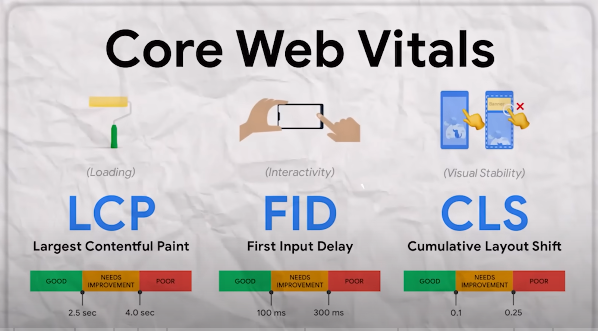 Core Web Vitals
(Loading)
(Interactivity)
(Visual Stability)
LCP
FID
CLS
Largest Contentful Paint
First Input Delay
Cumulative Layout Shift
GOOD
NEEDS
IMPROVEMENT
POOR
GOOD
NEEDS
IMPROVEMENT
POOR
GOOD
NEEDS
IMPROVEMENT
POOR
2.5 sec
4.0 sec
100 ms
300 ms
0.1
0.25